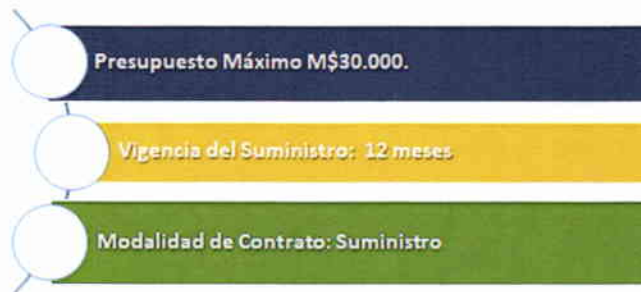 Presupuesto Máximo M$30.000.
Vigencia del Suministro: 12 meses
Modalidad de Contrato: Suministro